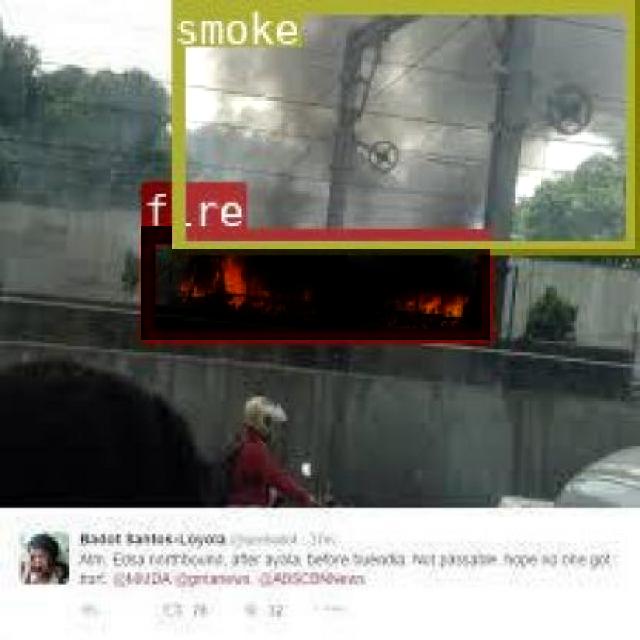 smoke
fire
Badet Santos-Loyola
Atm. Edsa northbound, after ayala, before buendia. Not passable. hope no one got
hurt. @MMDA @gmanews @ABSCBNNews
78
32